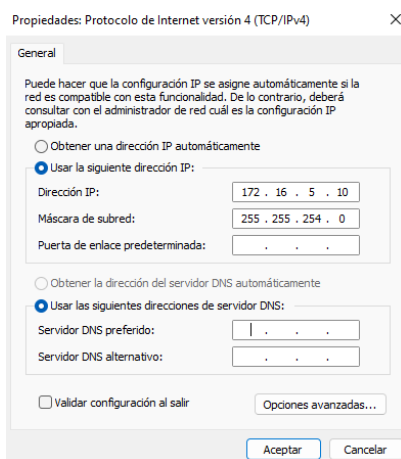 Propiedades: Protocolo de Internet versión 4 (TCP/IPv4)
General
Puede hacer que la configuración IP se asigne automáticamente si la
red es compatible con esta funcionalidad. De lo contrario, deberá
consultar con el administrador de red cuál es la configuración IP
apropiada.
Obtener una dirección IP automáticamente
Usar la siguiente dirección IP:
Dirección IP: 172 . 16 . 5 . 10
Máscara de subred: 255 . 255 . 254 . 0
Puerta de enlace predeterminada: . . .
Obtener la dirección del servidor DNS automáticamente
Usar las siguientes direcciones de servidor DNS:
Servidor DNS preferido: . . .
Servidor DNS alternativo: . . .
Validar configuración al salir
Opciones avanzadas...
Aceptar Cancelar